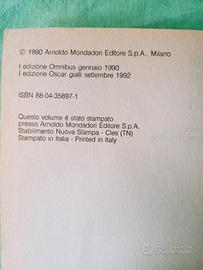 © 1990 Arnoldo Mondadori Editore S.p.A., Milano
I edizione Omnibus gennaio 1990
I edizione Oscar gialli settembre 1992
ISBN 88-04-35897-1
Questo volume è stato stampato
presso Arnoldo Mondadori Editore S.p.A.
Stabilimento Nuova Stampa - Cles (TN)
Stampato in Italia - Printed in Italy
subito